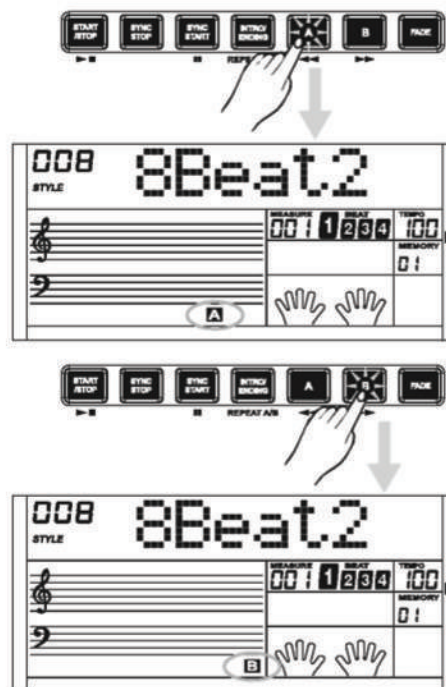 START /STOP SYNC STOP SYNC START INTRO/ ENDING A B FADE
008 8Beat2
STYLE
MEASURE BEAT TEMPO
001 1 2 3 4 100
MEMORY
01
A
START /STOP SYNC STOP SYNC START INTRO/ ENDING A B FADE
REPEAT A/B
008 8Beat2
STYLE
MEASURE BEAT TEMPO
001 1 2 3 4 100
MEMORY
01
B